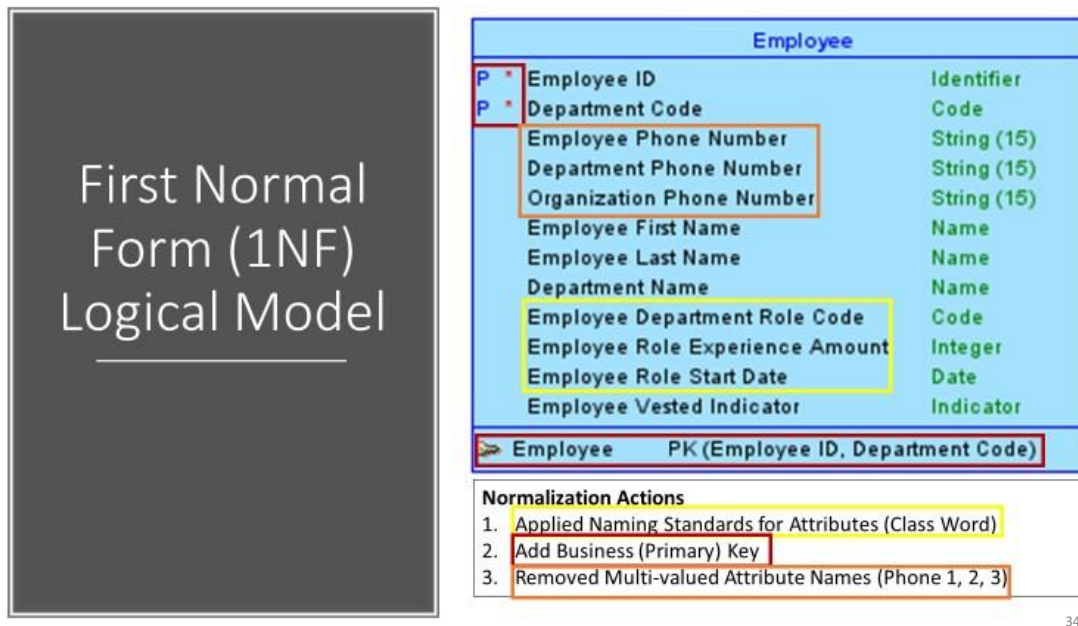 First Normal
Form (1NF)
Logical Model
Employee
P * Employee ID Identifier
P * Department Code Code
Employee Phone Number String (15)
Department Phone Number String (15)
Organization Phone Number String (15)
Employee First Name Name
Employee Last Name Name
Department Name Name
Employee Department Role Code Code
Employee Role Experience Amount Integer
Employee Role Start Date Date
Employee Vested Indicator Indicator
Employee PK (Employee ID, Department Code)
Normalization Actions
1. Applied Naming Standards for Attributes (Class Word)
2. Add Business (Primary) Key
3. Removed Multi-valued Attribute Names (Phone 1, 2, 3)
34